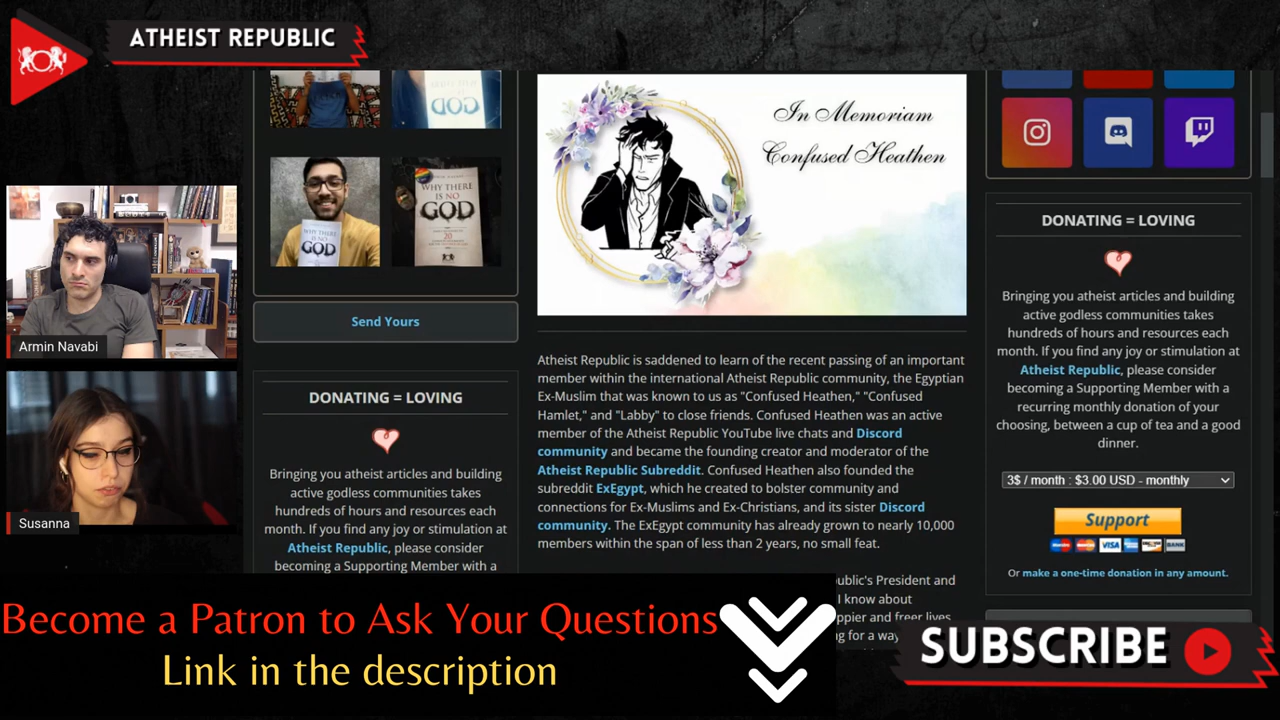 ATHEIST REPUBLIC
WHY THERE
IS NO
GOD
WHY THERE
IS NO
GOD
Send Yours
DONATING = LOVING
Bringing you atheist articles and building
active godless communities takes
hundreds of hours and resources each
month. If you find any joy or stimulation at
Atheist Republic, please consider
becoming a Supporting Member with a
In Memoriam
Confused Heathen
Atheist Republic is saddened to learn of the recent passing of an important
member within the international Atheist Republic community, the Egyptian
Ex-Muslim that was known to us as "Confused Heathen," "Confused
Hamlet," and "Labby" to close friends. Confused Heathen was an active
member of the Atheist Republic YouTube live chats and Discord
community and became the founding creator and moderator of the
Atheist Republic Subreddit. Confused Heathen also founded the
subreddit ExEgypt, which he created to bolster community and
connections for Ex-Muslims and Ex-Christians, and its sister Discord
community. The ExEgypt community has already grown to nearly 10,000
members within the span of less than 2 years, no small feat.
President and
I know about
and freer lives
for a way
DONATING = LOVING
Bringing you atheist articles and building
active godless communities takes
hundreds of hours and resources each
month. If you find any joy or stimulation at
Atheist Republic, please consider
becoming a Supporting Member with a
recurring monthly donation of your
choosing, between a cup of tea and a good
dinner.
3$ / month : $3.00 USD - monthly
Support
VISA
BANK
Or make a one-time donation in any amount.
Armin Navabi
Susanna
Become a Patron to Ask Your Questions
Link in the description
SUBSCRIBE